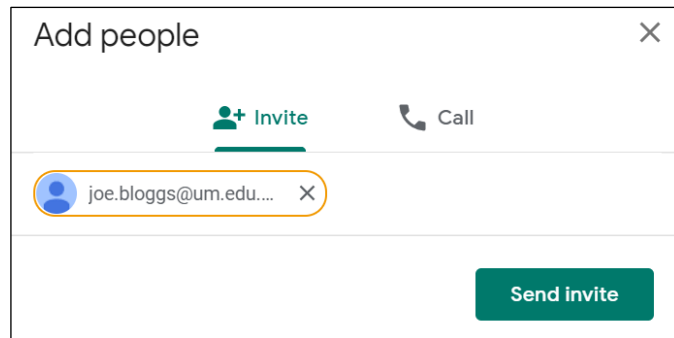 Add people
Invite
Call
joe.bloggs@um.edu....
Send invite